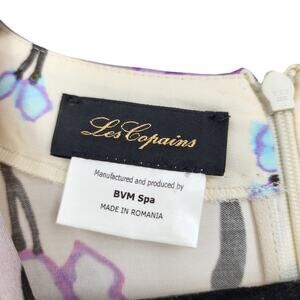 Les Copains
Manufactured and produced by
BVM Spa
MADE IN ROMANIA